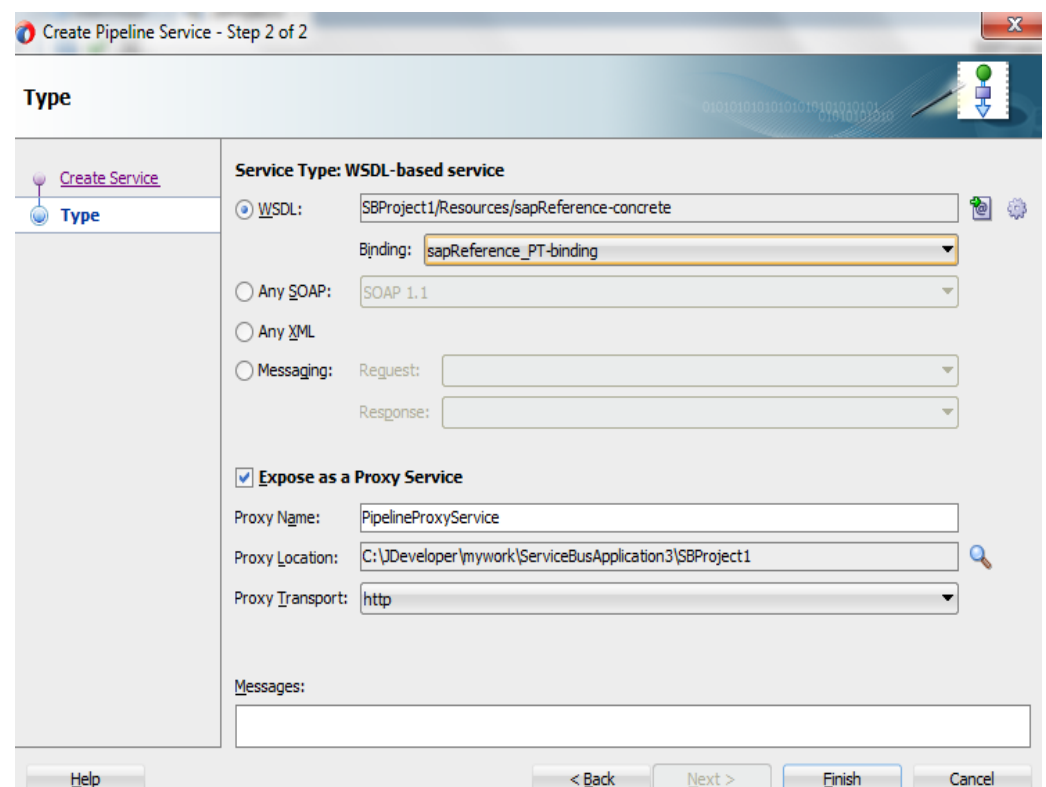 Create Pipeline Service - Step 2 of 2
X
Type
Create Service
Type
Service Type: WSDL-based service
WSDL: SBProject1/Resources/sapReference-concrete
Binding: sapReference_PT-binding
Any SOAP: SOAP 1.1
Any XML
Messaging: Request:
Response:
Expose as a Proxy Service
Proxy Name: PipelineProxyService
Proxy Location: C:\JDeveloper\mywork\ServiceBusApplication3\SBProject1
Proxy Transport: http
Messages:
Help < Back Next > Finish Cancel